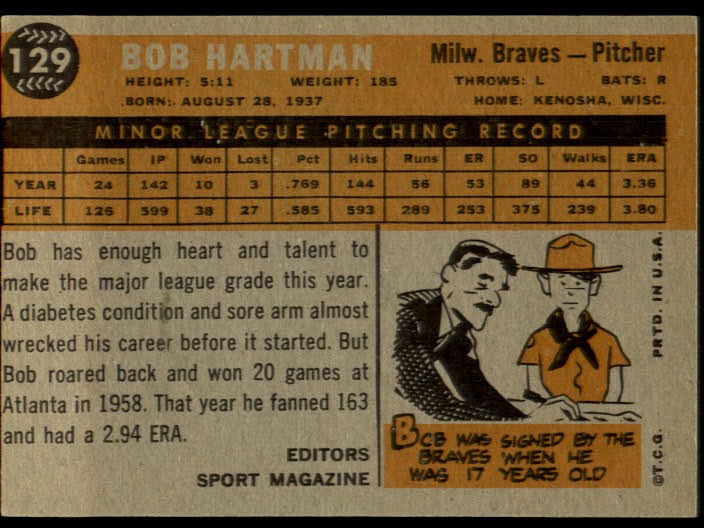 129
BOB HARTMAN
Milw. Braves — Pitcher
HEIGHT: 5:11 WEIGHT: 185 THROWS: L BATS: R
BORN: AUGUST 28, 1937 HOME: KENOSHA, WISC.
MINOR LEAGUE PITCHING RECORD
Games IP Won Lost Pct Hits Runs ER SO Walks ERA
YEAR 24 142 10 3 .769 144 56 53 89 44 3.36
LIFE 126 599 38 27 .585 593 289 253 375 239 3.80
Bob has enough heart and talent to
make the major league grade this year.
A diabetes condition and sore arm almost
wrecked his career before it started. But
Bob roared back and won 20 games at
Atlanta in 1958. That year he fanned 163
and had a 2.94 ERA.
EDITORS
SPORT MAGAZINE
BOB WAS SIGNED BY THE
BRAVES WHEN HE
WAS 17 YEARS OLD
©T.C.G. PRTD. IN U.S.A.